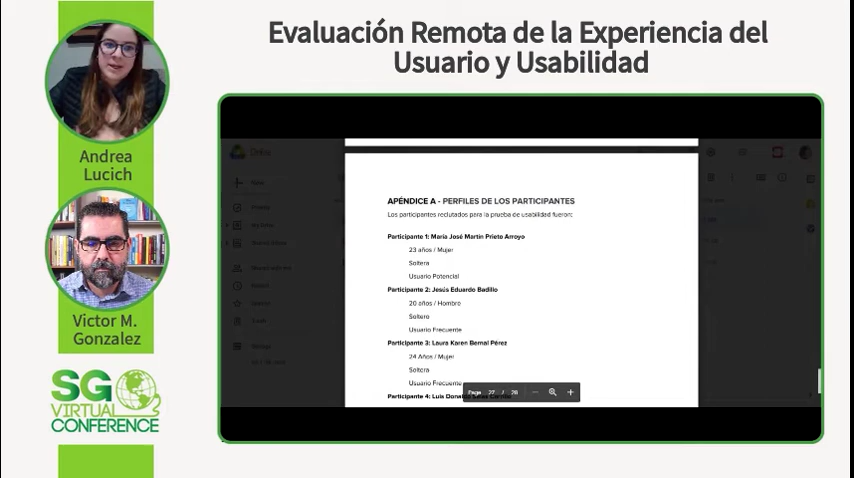 Evaluación Remota de la Experiencia del
Usuario y Usabilidad
Andrea
Lucich
Victor M.
Gonzalez
SG
VIRTUAL
CONFERENCE
APÉNDICE A - PERFILES DE LOS PARTICIPANTES
Los participantes reclutados para la prueba de usabilidad fueron:
Participante 1: María José Martín Prieto Arroyo
23 años / Mujer
Soltera
Usuario Potencial
Participante 2: Jesús Eduardo Badillo
20 años / Hombre
Soltero
Usuario Frecuente
Participante 3: Laura Karen Bernal Pérez
24 Años / Mujer
Soltera
Usuario Frecuente
Participante 4: Luis
Page 27 / 28